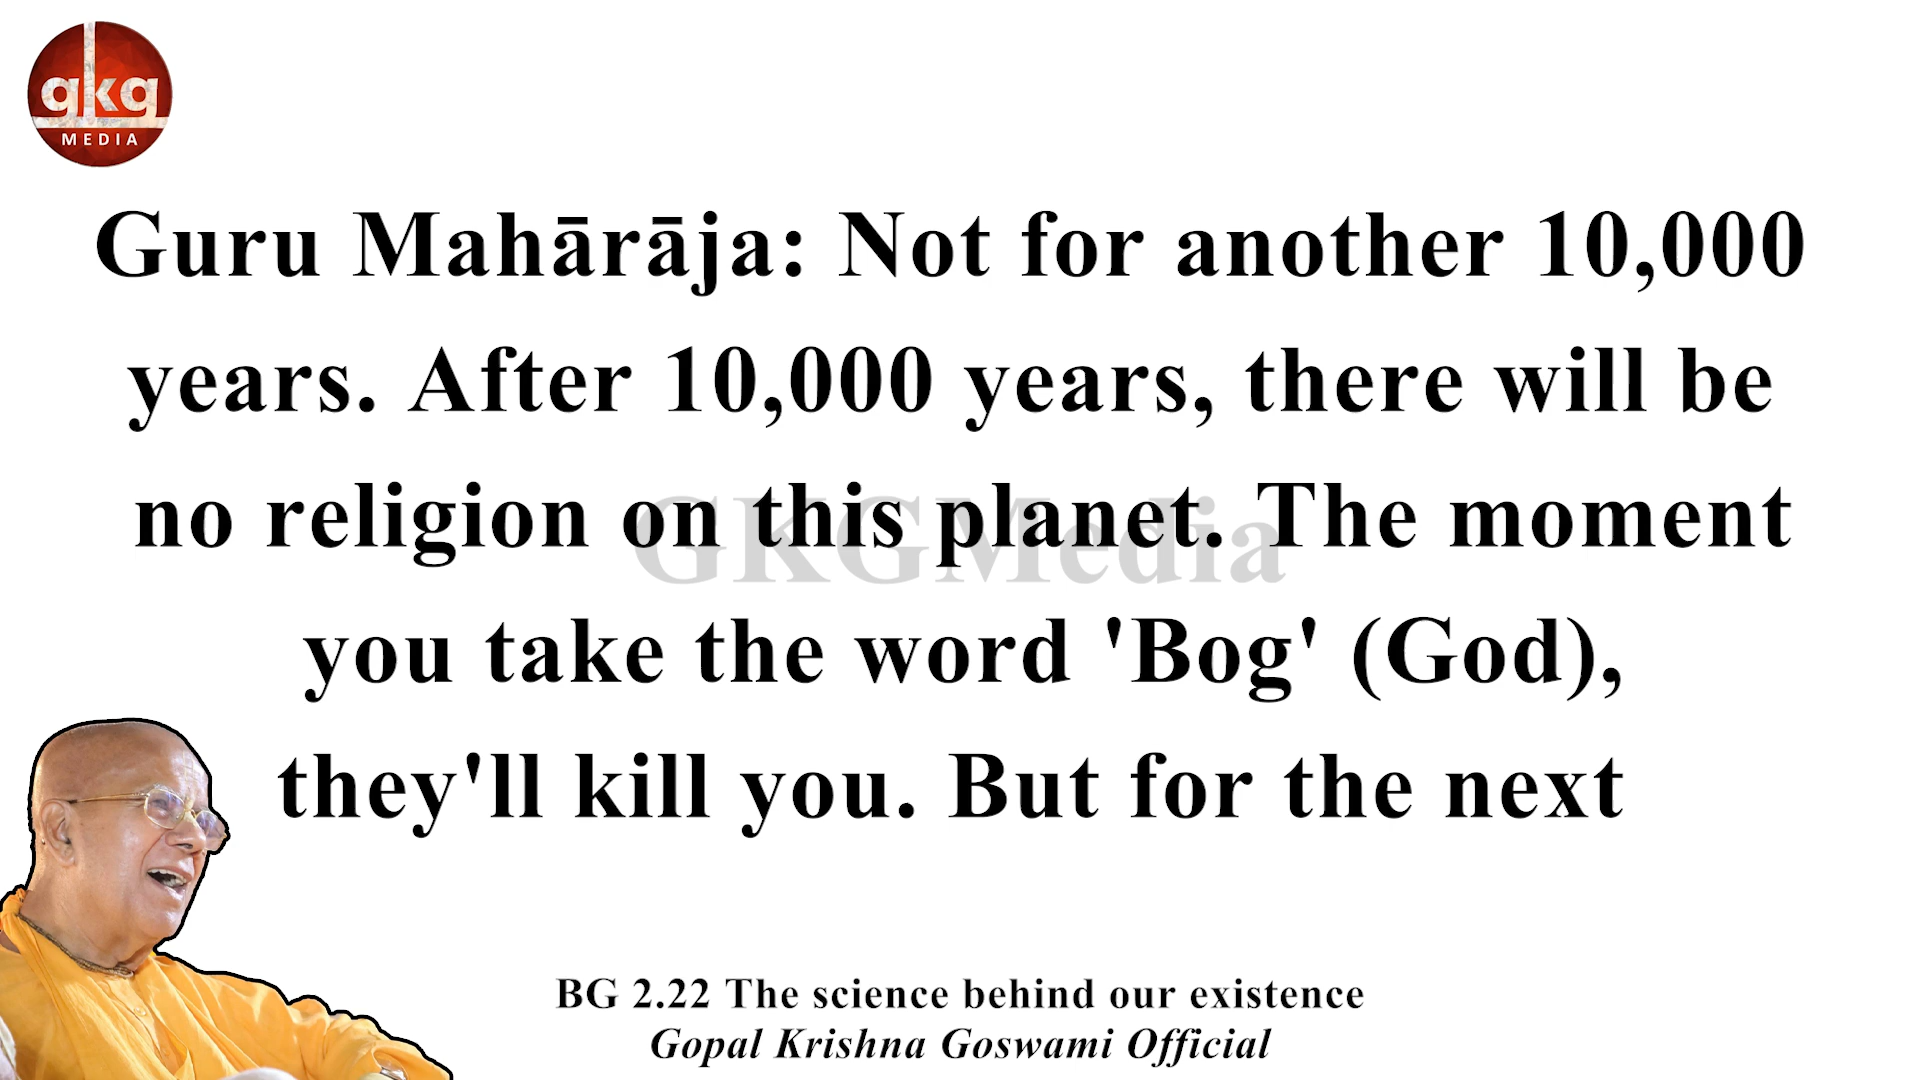 gkg
MEDIA
Guru Mahārāja: Not for another 10,000
years. After 10,000 years, there will be
no religion on this planet. The moment
GKGMedia
you take the word 'Bog' (God),
they'll kill you. But for the next
BG 2.22 The science behind our existence
Gopal Krishna Goswami Official